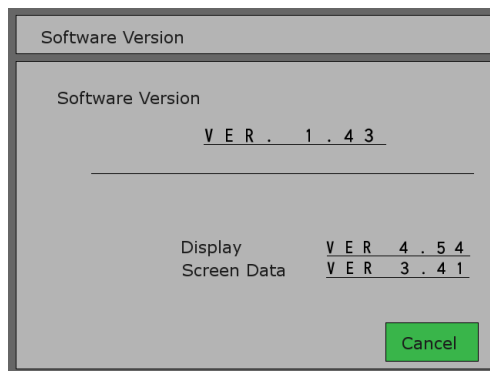 Software Version
Software Version
VER. 1.43
Display VER 4.54
Screen Data VER 3.41
Cancel